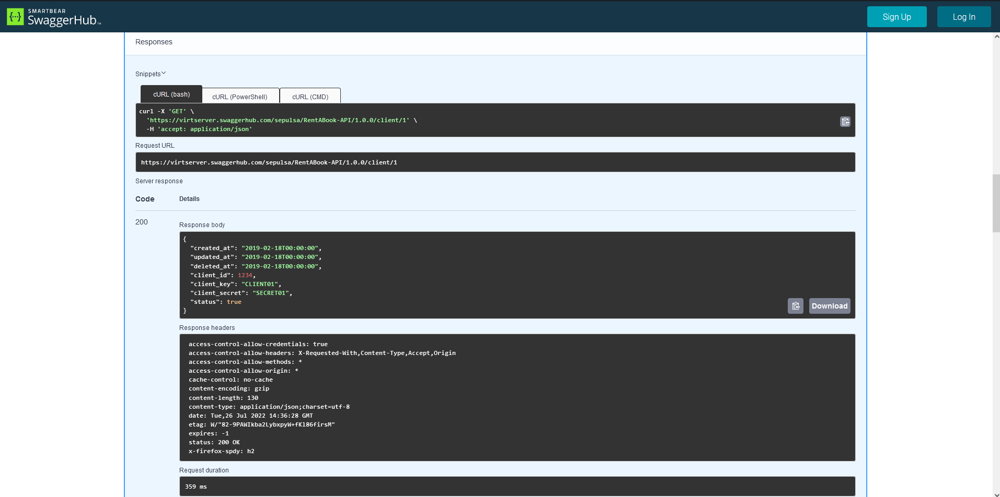 SMARTBEAR
SwaggerHub™
Sign Up
Log In
Responses
Snippets
cURL (bash)
cURL (PowerShell)
cURL (CMD)
curl -X 'GET' \
'https://virtserver.swaggerhub.com/sepulsa/RentABook-API/1.0.0/client/1' \
-H 'accept: application/json'
Request URL
https://virtserver.swaggerhub.com/sepulsa/RentABook-API/1.0.0/client/1
Server response
Code
Details
200
Response body
{
"created_at": "2019-02-18T00:00:00",
"updated_at": "2019-02-18T00:00:00",
"deleted_at": "2019-02-18T00:00:00",
"client_id": 1234,
"client_key": "CLIENT01",
"client_secret": "SECRET01",
"status": true
}
Download
Response headers
access-control-allow-credentials: true
access-control-allow-headers: X-Requested-With,Content-Type,Accept,Origin
access-control-allow-methods: *
access-control-allow-origin: *
cache-control: no-cache
content-encoding: gzip
content-length: 130
content-type: application/json;charset=utf-8
date: Tue,26 Jul 2022 14:36:28 GMT
etag: W/"82-9PAWIkba2LybxpyW+fKl86firsM"
expires: -1
status: 200 OK
x-firefox-spdy: h2
Request duration
359 ms